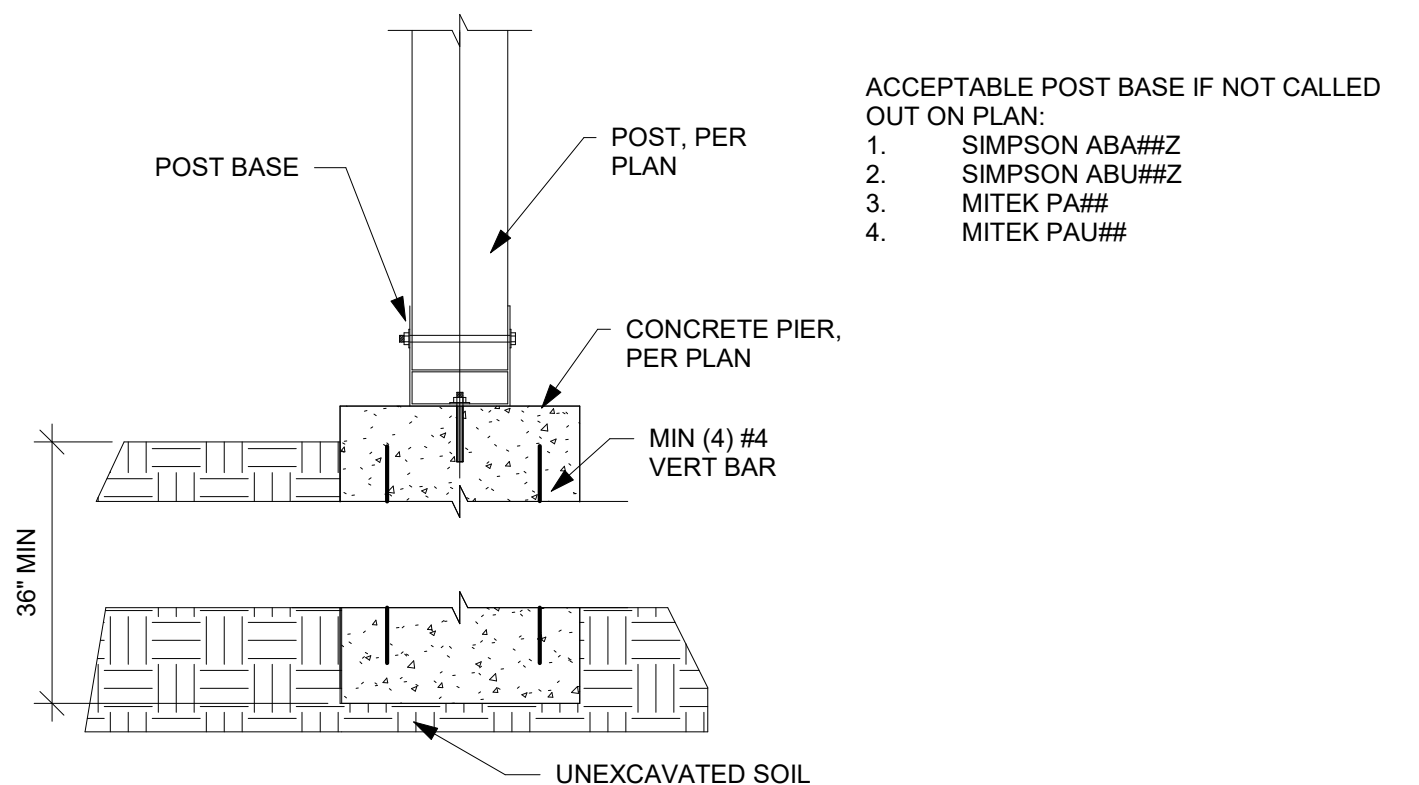 ACCEPTABLE POST BASE IF NOT CALLED
OUT ON PLAN:
1. SIMPSON ABA##Z
2. SIMPSON ABU##Z
3. MITEK PA##
4. MITEK PAU##
POST BASE
POST, PER
PLAN
CONCRETE PIER,
PER PLAN
MIN (4) #4
VERT BAR
36" MIN
UNEXCAVATED SOIL